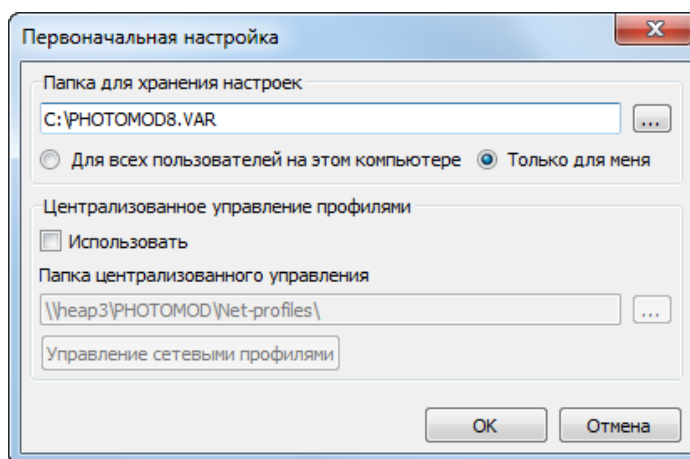 Первоначальная настройка
Папка для хранения настроек
C:\PHOTOMOD8.VAR
...
Для всех пользователей на этом компьютере
Только для меня
Централизованное управление профилями
Использовать
Папка централизованного управления
\\heap3\PHOTOMOD\Net-profiles\
...
Управление сетевыми профилями
OK
Отмена